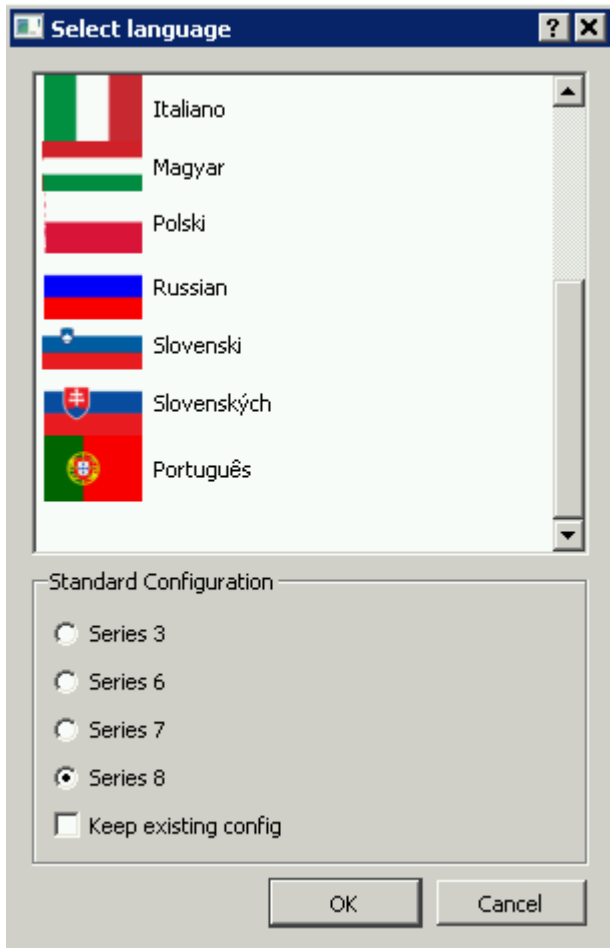 Select language
Italiano
Magyar
Polski
Russian
Slovenski
Slovenských
Português
Standard Configuration
Series 3
Series 6
Series 7
Series 8
Keep existing config
OK Cancel